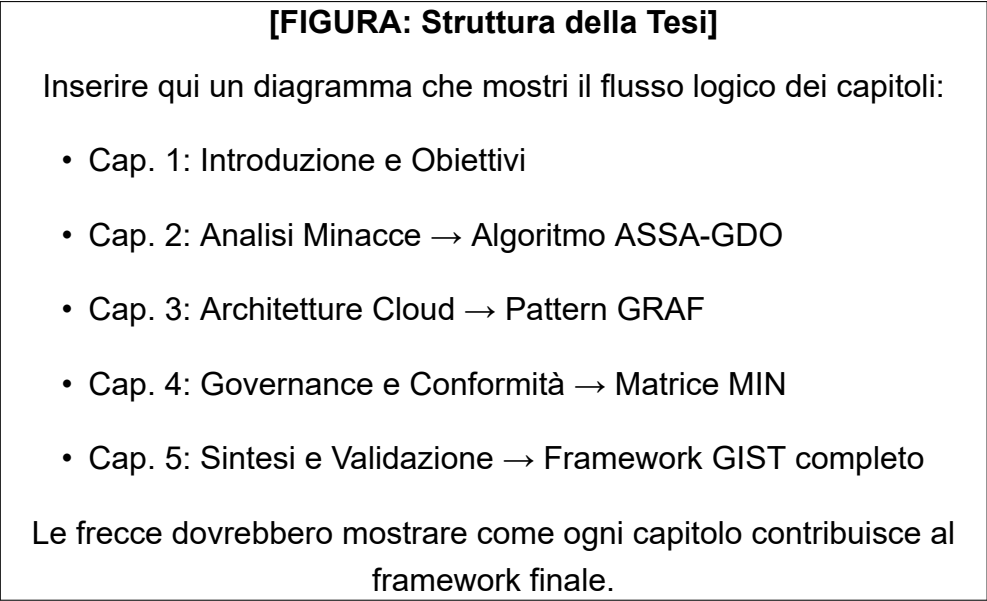 [FIGURA: Struttura della Tesi]
Inserire qui un diagramma che mostri il flusso logico dei capitoli:
• Cap. 1: Introduzione e Obiettivi
• Cap. 2: Analisi Minacce → Algoritmo ASSA-GDO
• Cap. 3: Architetture Cloud → Pattern GRAF
• Cap. 4: Governance e Conformità → Matrice MIN
• Cap. 5: Sintesi e Validazione → Framework GIST completo
Le frecce dovrebbero mostrare come ogni capitolo contribuisce al
framework finale.